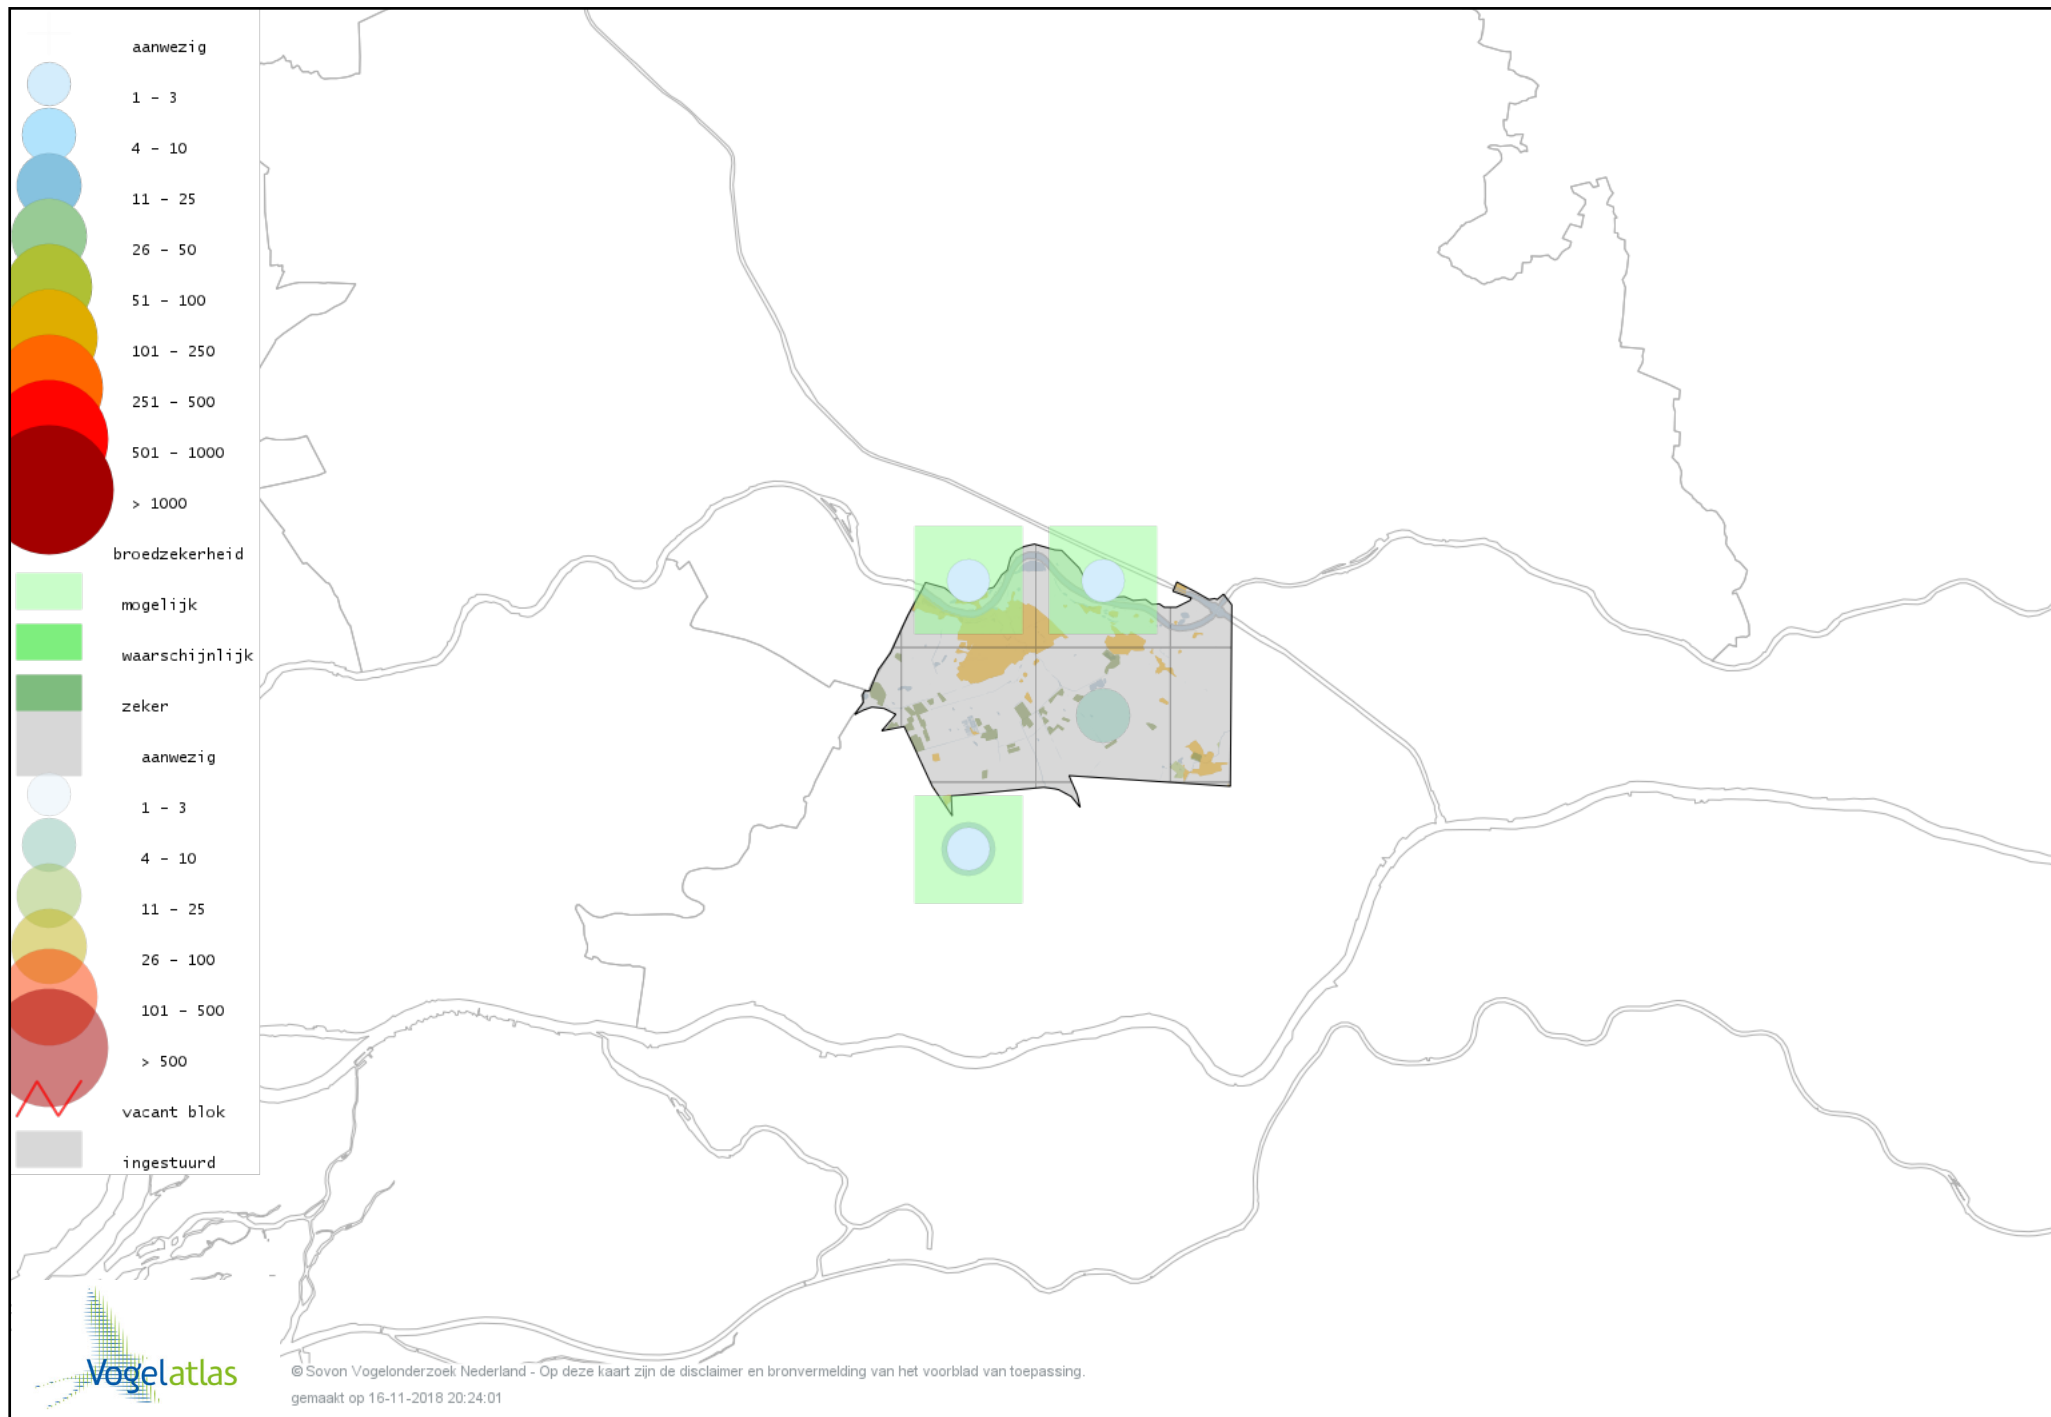 aanwezig
1 - 3
4 - 10
11 - 25
26 - 50
51 - 100
101 - 250
251 - 500
501 - 1000
> 1000
broedzekerheid
mogelijk
waarschijnlijk
zeker
aanwezig
1 - 3
4 - 10
11 - 25
26 - 100
101 - 500
> 500
vacant blok
ingestuurd
Vogelatlas
© Sovon Vogelonderzoek Nederland - Op deze kaart zijn de disclaimer en bronvermelding van het voorblad van toepassing.
gemaakt op 16-11-2018 20:24:01